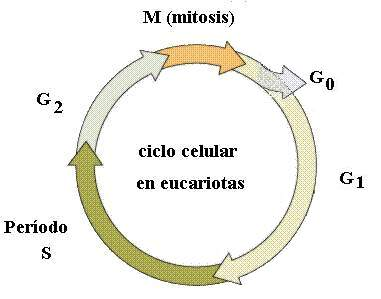 M (mitosis)
G0
G2
ciclo celular
en eucariotas
G1
Período
S